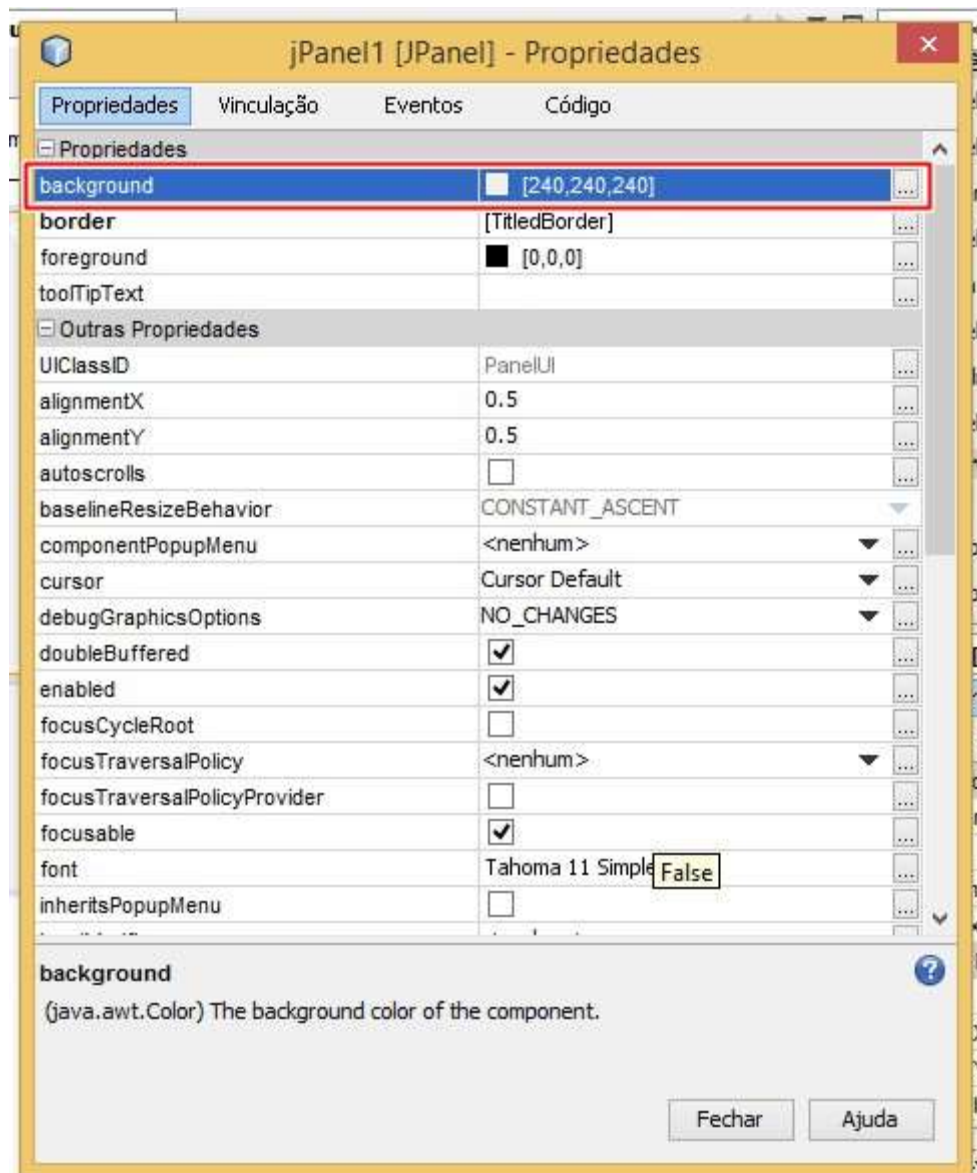 jPanel1 [JPanel] - Propriedades
Propriedades Vinculação Eventos Código
Propriedades
background [240,240,240] ...
border [TitledBorder] ...
foreground [0,0,0] ...
toolTipText ...
Outras Propriedades
UIClassID PanelUI ...
alignmentX 0.5 ...
alignmentY 0.5 ...
autoscrolls ...
baselineResizeBehavior CONSTANT_ASCENT
componentPopupMenu <nenhum> ...
cursor Cursor Default ...
debugGraphicsOptions NO_CHANGES ...
doubleBuffered ...
enabled ...
focusCycleRoot ...
focusTraversalPolicy <nenhum> ...
focusTraversalPolicyProvider ...
focusable ...
font Tahoma 11 Simple False ...
inheritsPopupMenu ...
background
(java.awt.Color) The background color of the component.
Fechar Ajuda